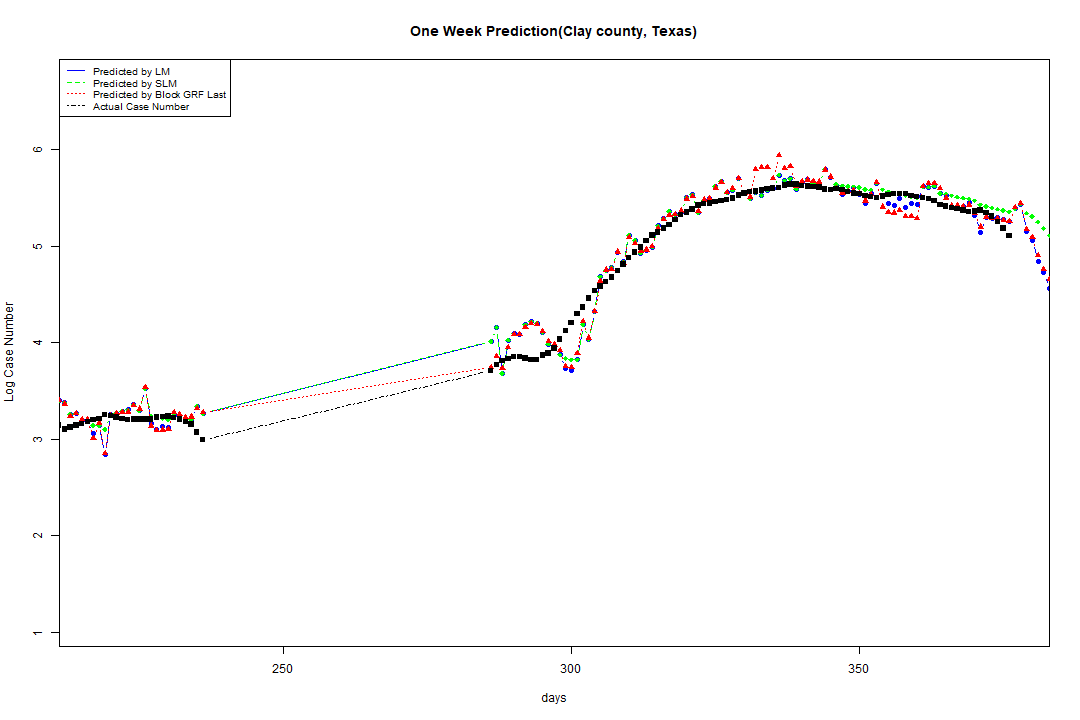 One Week Prediction(Clay county, Texas)
Predicted by LM
Predicted by SLM
Predicted by Block GRF Last
Actual Case Number
6
5
4
3
2
1
Log Case Number
250 300 350
days